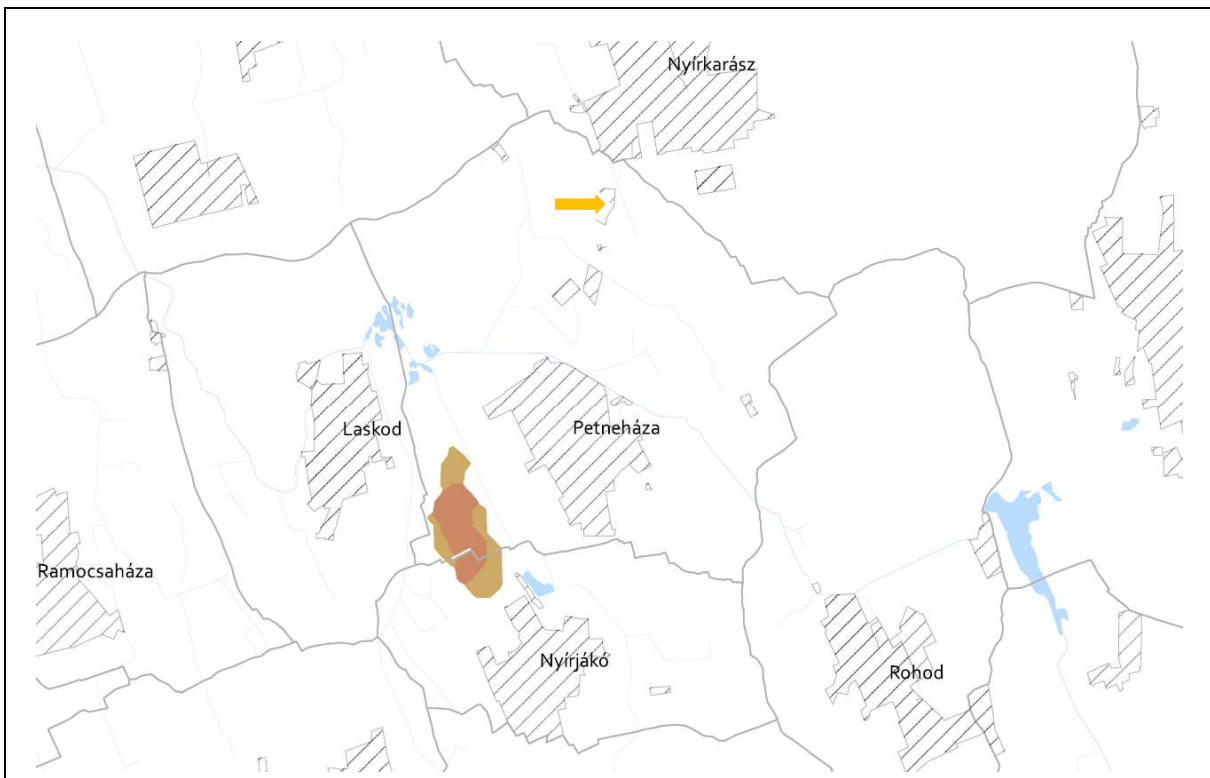 Nyírkarász
Laskod
Petneháza
Ramocsaháza
Nyírjákó
Rohod